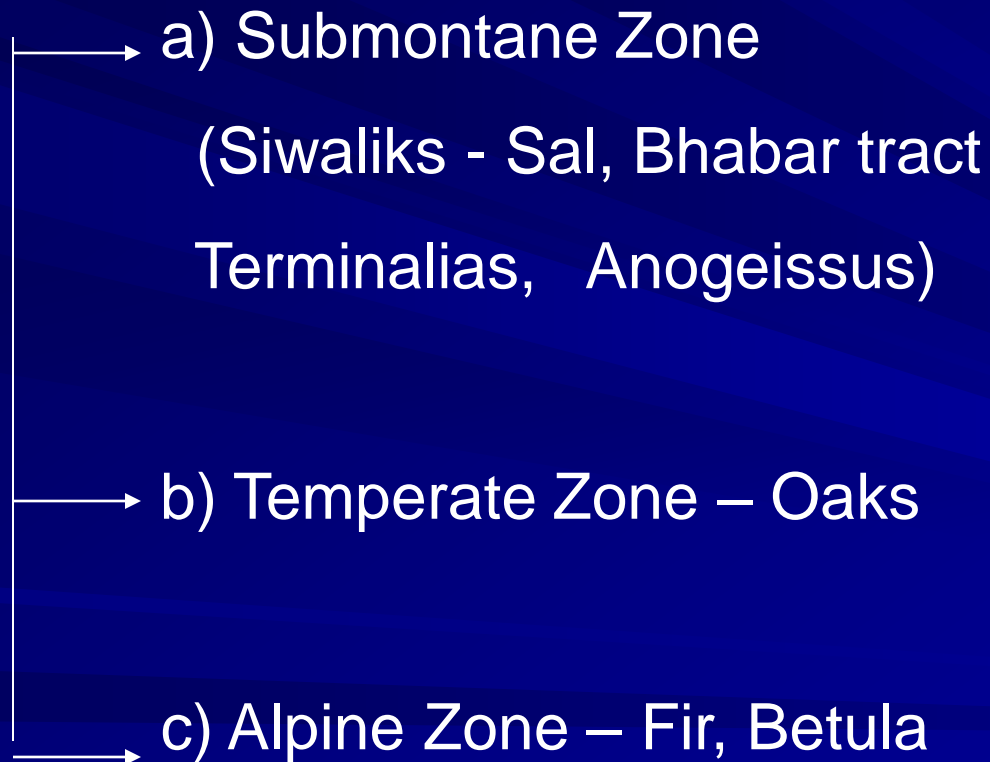 a) Submontane Zone
(Siwaliks - Sal, Bhabar tract
Terminalias, Anogeissus)
b) Temperate Zone – Oaks
c) Alpine Zone – Fir, Betula